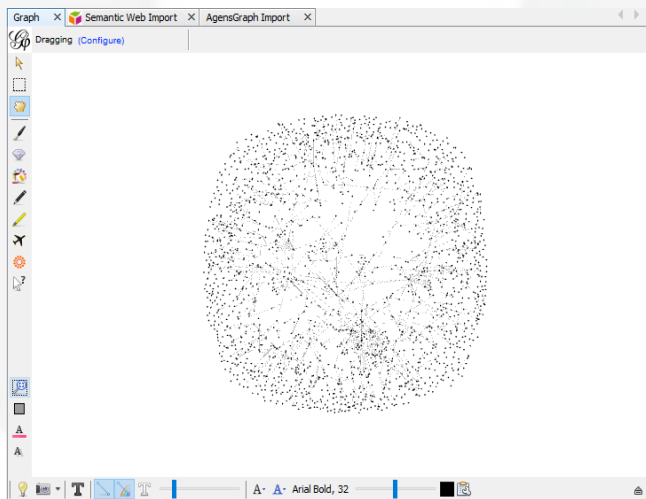 Graph X Semantic Web Import X AgensGraph Import X
Dragging (Configure)
?
A
A
T T A- A- Arial Bold, 32